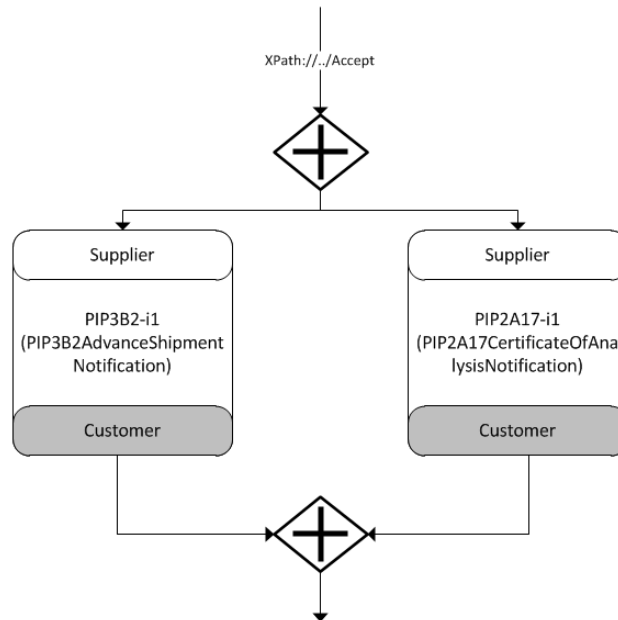 XPath://../Accept
Supplier
Supplier
PIP3B2-i1
(PIP3B2AdvanceShipment
Notification)
PIP2A17-i1
(PIP2A17CertificateOfAna
lysisNotification)
Customer
Customer